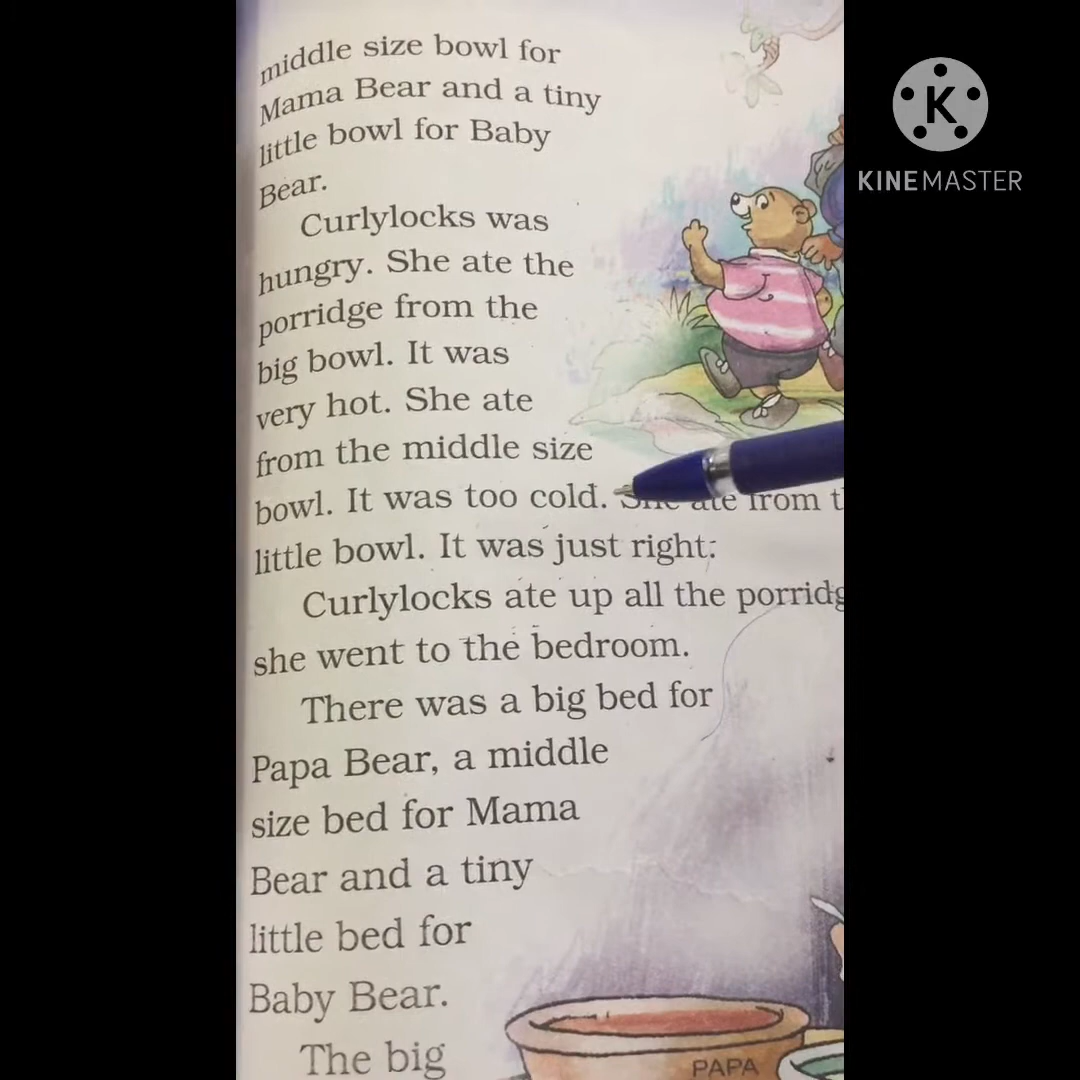 middle size bowl for
Mama Bear and a tiny
little bowl for Baby
Bear.
Curlylocks was
hungry. She ate the
porridge from the
big bowl. It was
very hot. She ate
from the middle size
bowl. It was too cold. She ate from
little bowl. It was just right.
Curlylocks ate up all the
she went to the bedroom.
There was a big bed for
Papa Bear, a middle
size bed for Mama
Bear and a tiny
little bed for
Baby Bear.
The big
PAPA
K
KINEMASTER